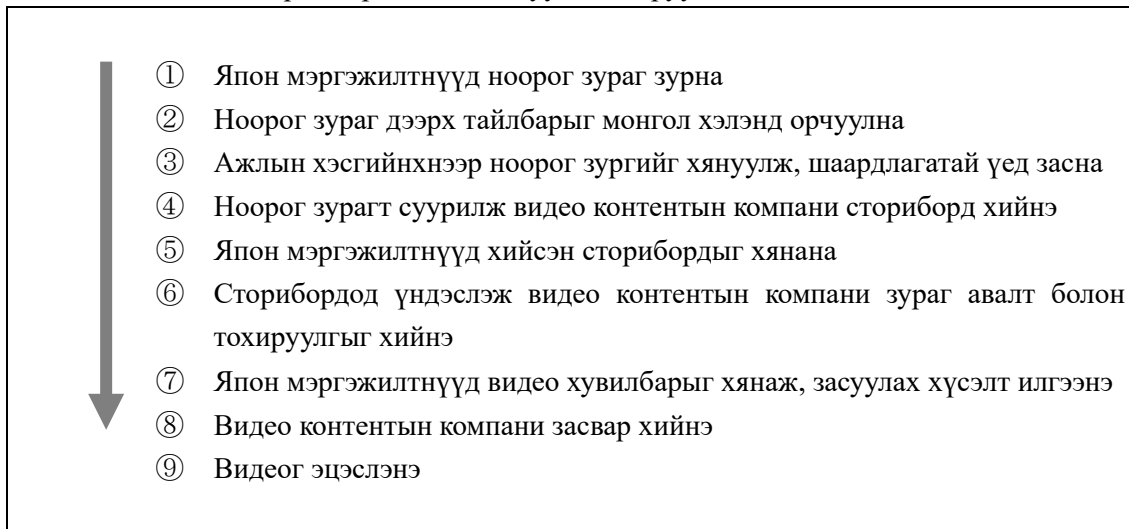 ① Япон мэргэжилтнүүд ноорог зураг зурна
② Ноорог зураг дээрх тайлбарыг монгол хэлэнд орчуулна
③ Ажлын хэсгийнхнээр ноорог зургийг хянуулж, шаардлагатай үед засна
④ Ноорог зурагт суурилж видео контентын компани сториборд хийнэ
⑤ Япон мэргэжилтнүүд хийсэн сторибордыг хянана
⑥ Сторибордод үндэслэж видео контентын компани зураг авалт болон
тохируулгыг хийнэ
⑦ Япон мэргэжилтнүүд видео хувилбарыг хянаж, засуулах хүсэлт илгээнэ
⑧ Видео контентын компани засвар хийнэ
⑨ Видеог эцэслэнэ